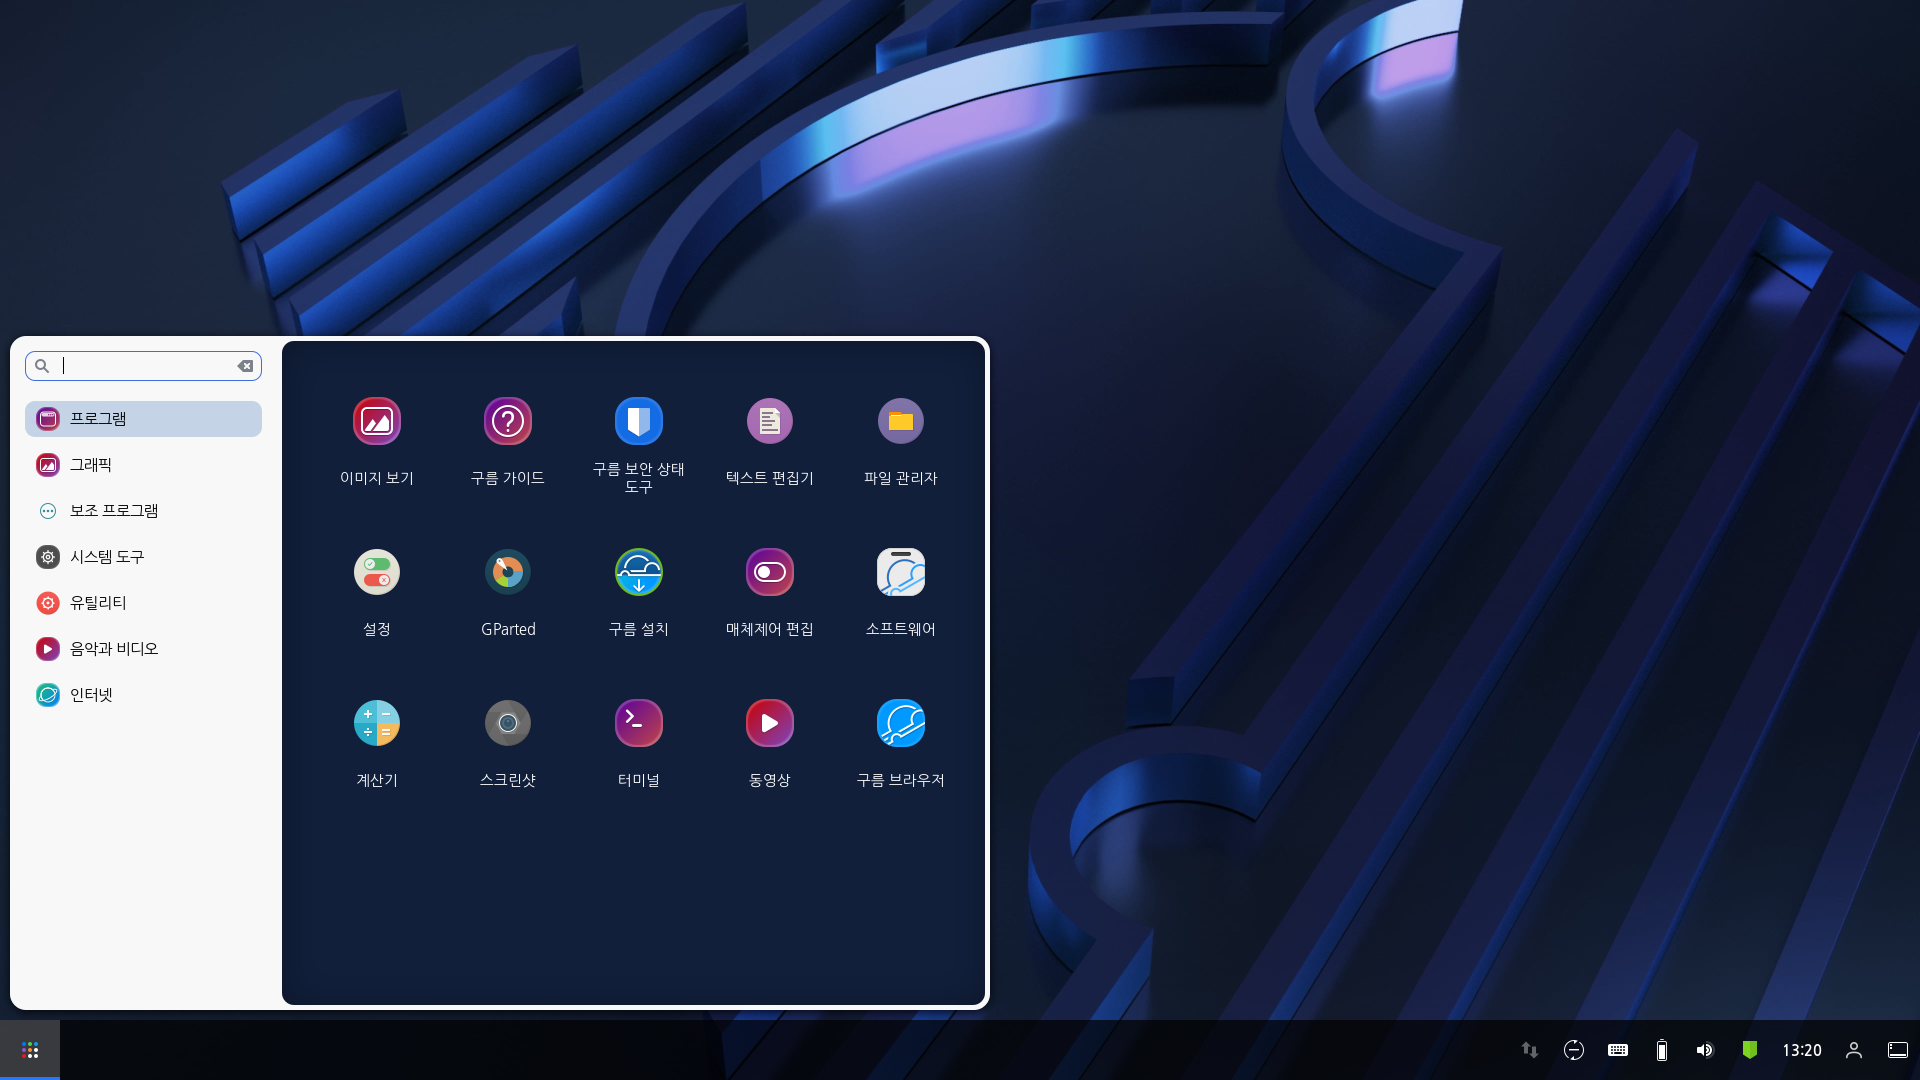 프로그램
그래픽
보조 프로그램
시스템 도구
유틸리티
음악과 비디오
인터넷
이미지 보기
구름 가이드
구름 보안 상태
도구
텍스트 편집기
파일 관리자
설정
GParted
구름 설치
매체제어 편집
소프트웨어
계산기
스크린샷
터미널
동영상
구름 브라우저
13:20